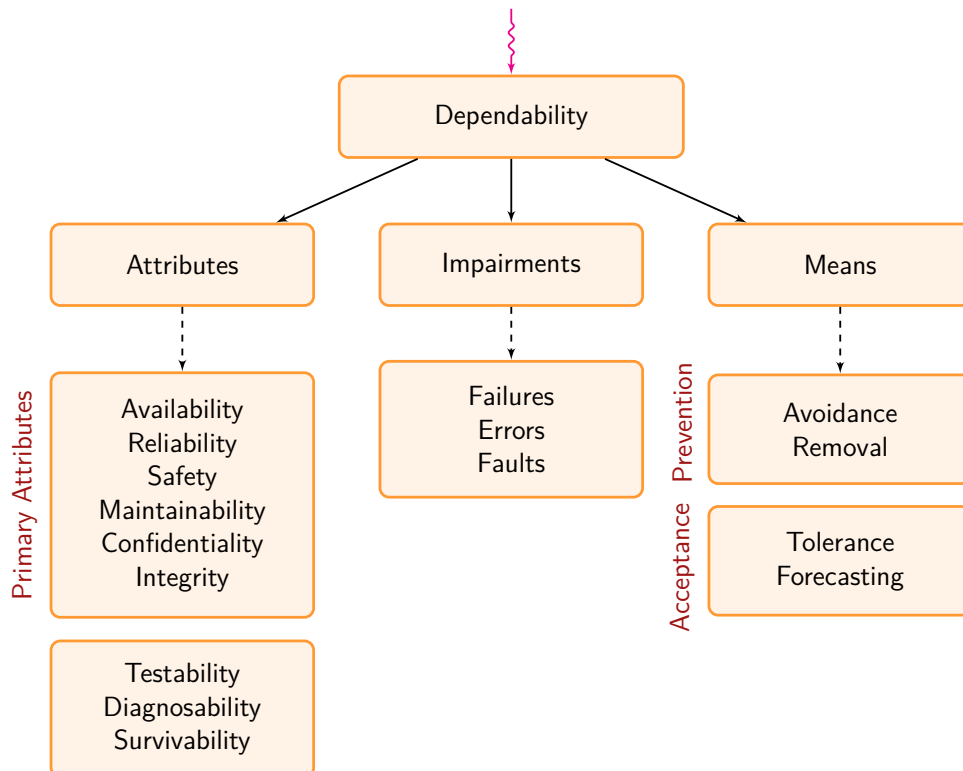 Dependability
Attributes
Impairments
Means
Primary Attributes
Availability
Reliability
Safety
Maintainability
Confidentiality
Integrity
Testability
Diagnosability
Survivability
Failures
Errors
Faults
Prevention
Avoidance
Removal
Acceptance
Tolerance
Forecasting